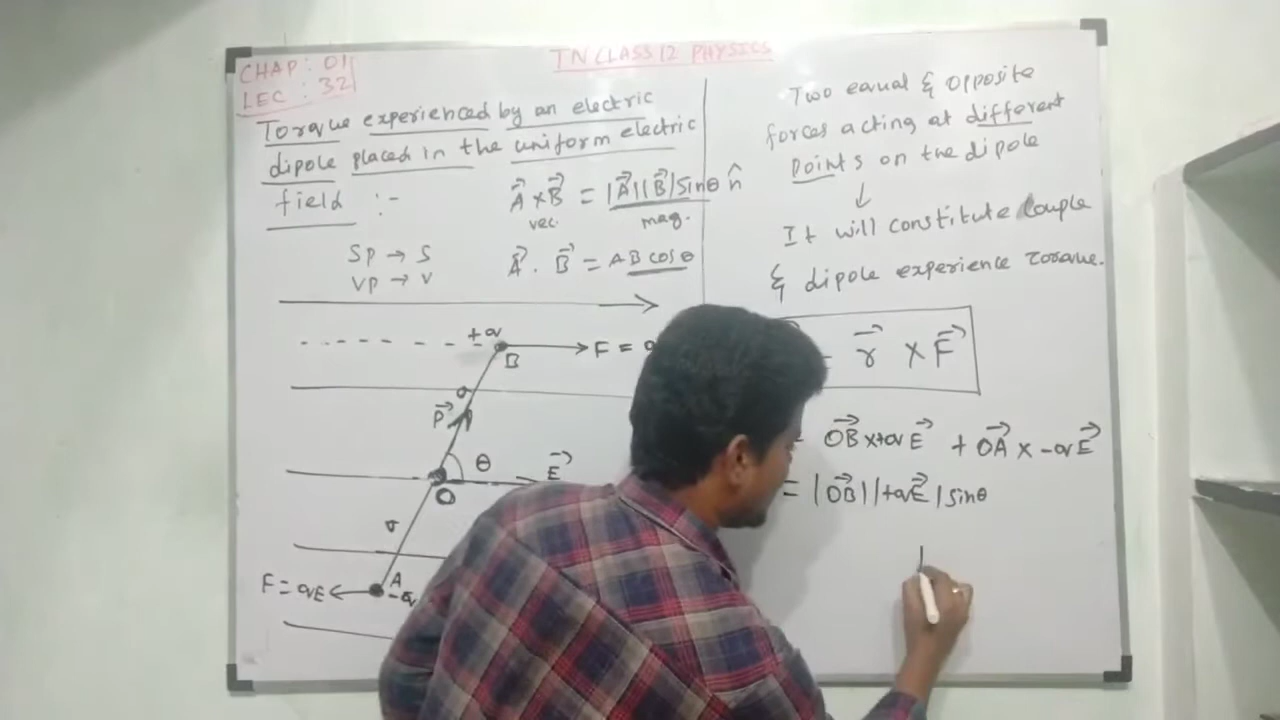 CHAP : 01
LEC : 32
TN CLASS 12 PHYSICS
Torque experienced by an electric
dipole placed in the uniform electric
field :-
A⃗ × B⃗ = |A⃗||B⃗| sinθ n̂
vec. mag.
SP → S
VP → V
A⃗ . B⃗ = AB cosθ
+q
B F =
a
P⃗
θ E⃗
O
A
F = qE
-q
Two equal & opposite
forces acting at different
points on the dipole
↓
It will constitute couple
& dipole experience torque.
r⃗ × F⃗
OB⃗ × +qE⃗ + OA⃗ × -qE⃗
= |OB⃗||+qE⃗| sinθ